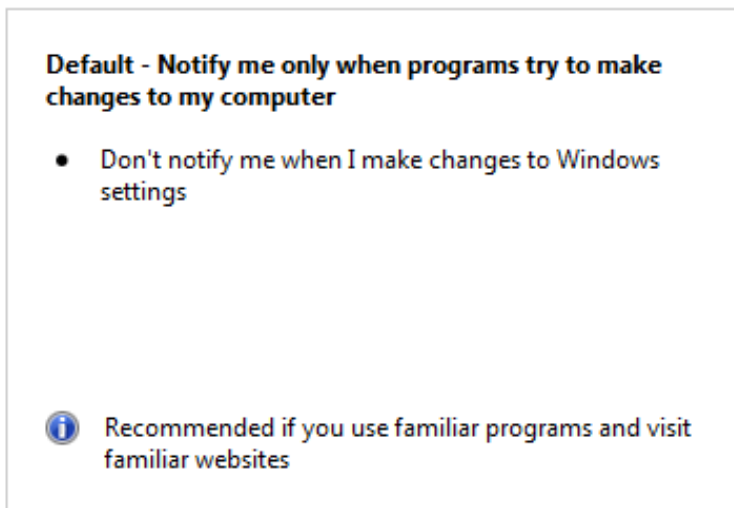 Default - Notify me only when programs try to make
changes to my computer
• Don't notify me when I make changes to Windows
settings
Recommended if you use familiar programs and visit
familiar websites